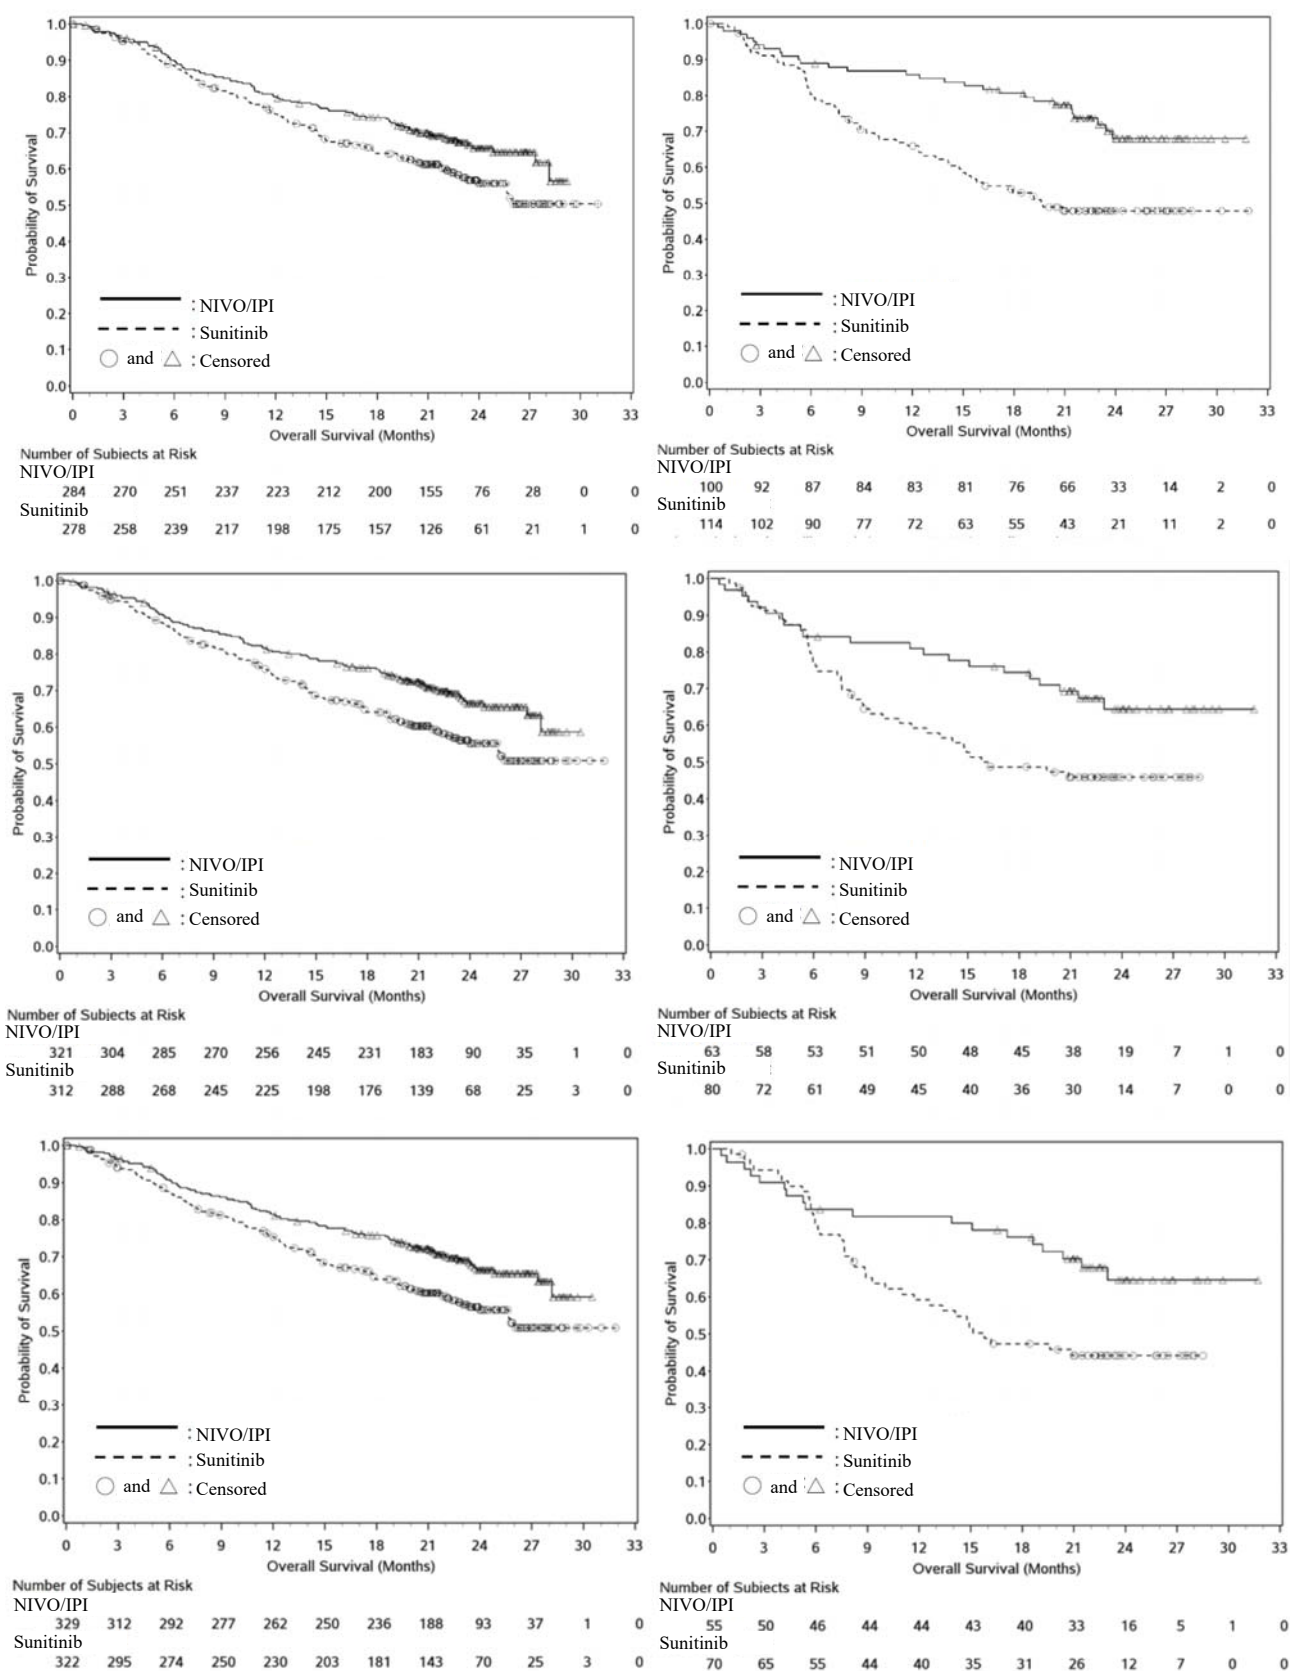 1.0
0.9
0.8
0.7
0.6
0.5
0.4
0.3
0.2
0.1
0.0
Probability of Survival
: NIVO/IPI
: Sunitinib
and : Censored
0 3 6 9 12 15 18 21 24 27 30 33
Overall Survival (Months)
Number of Subjects at Risk
NIVO/IPI
284 270 251 237 223 212 200 155 76 28 0 0
Sunitinib
278 258 239 217 198 175 157 126 61 21 1 0
1.0
0.9
0.8
0.7
0.6
0.5
0.4
0.3
0.2
0.1
0.0
Probability of Survival
: NIVO/IPI
: Sunitinib
and : Censored
0 3 6 9 12 15 18 21 24 27 30 33
Overall Survival (Months)
Number of Subjects at Risk
NIVO/IPI
100 92 87 84 83 81 76 66 33 14 2 0
Sunitinib
114 102 90 77 72 63 55 43 21 11 2 0
1.0
0.9
0.8
0.7
0.6
0.5
0.4
0.3
0.2
0.1
0.0
Probability of Survival
: NIVO/IPI
: Sunitinib
and : Censored
0 3 6 9 12 15 18 21 24 27 30 33
Overall Survival (Months)
Number of Subjects at Risk
NIVO/IPI
321 304 285 270 256 245 231 183 90 35 1 0
Sunitinib
312 288 268 245 225 198 176 139 68 25 3 0
1.0
0.9
0.8
0.7
0.6
0.5
0.4
0.3
0.2
0.1
0.0
Probability of Survival
: NIVO/IPI
: Sunitinib
and : Censored
0 3 6 9 12 15 18 21 24 27 30 33
Overall Survival (Months)
Number of Subjects at Risk
NIVO/IPI
63 58 53 51 50 48 45 38 19 7 1 0
Sunitinib
80 72 61 49 45 40 36 30 14 7 0 0
1.0
0.9
0.8
0.7
0.6
0.5
0.4
0.3
0.2
0.1
0.0
Probability of Survival
: NIVO/IPI
: Sunitinib
and : Censored
0 3 6 9 12 15 18 21 24 27 30 33
Overall Survival (Months)
Number of Subjects at Risk
NIVO/IPI
329 312 292 277 262 250 236 188 93 37 1 0
Sunitinib
322 295 274 250 230 203 181 143 70 25 3 0
1.0
0.9
0.8
0.7
0.6
0.5
0.4
0.3
0.2
0.1
0.0
Probability of Survival
: NIVO/IPI
: Sunitinib
and : Censored
0 3 6 9 12 15 18 21 24 27 30 33
Overall Survival (Months)
Number of Subjects at Risk
NIVO/IPI
55 50 46 44 44 43 40 33 16 5 1 0
Sunitinib
70 65 55 44 40 35 31 26 12 7 0 0